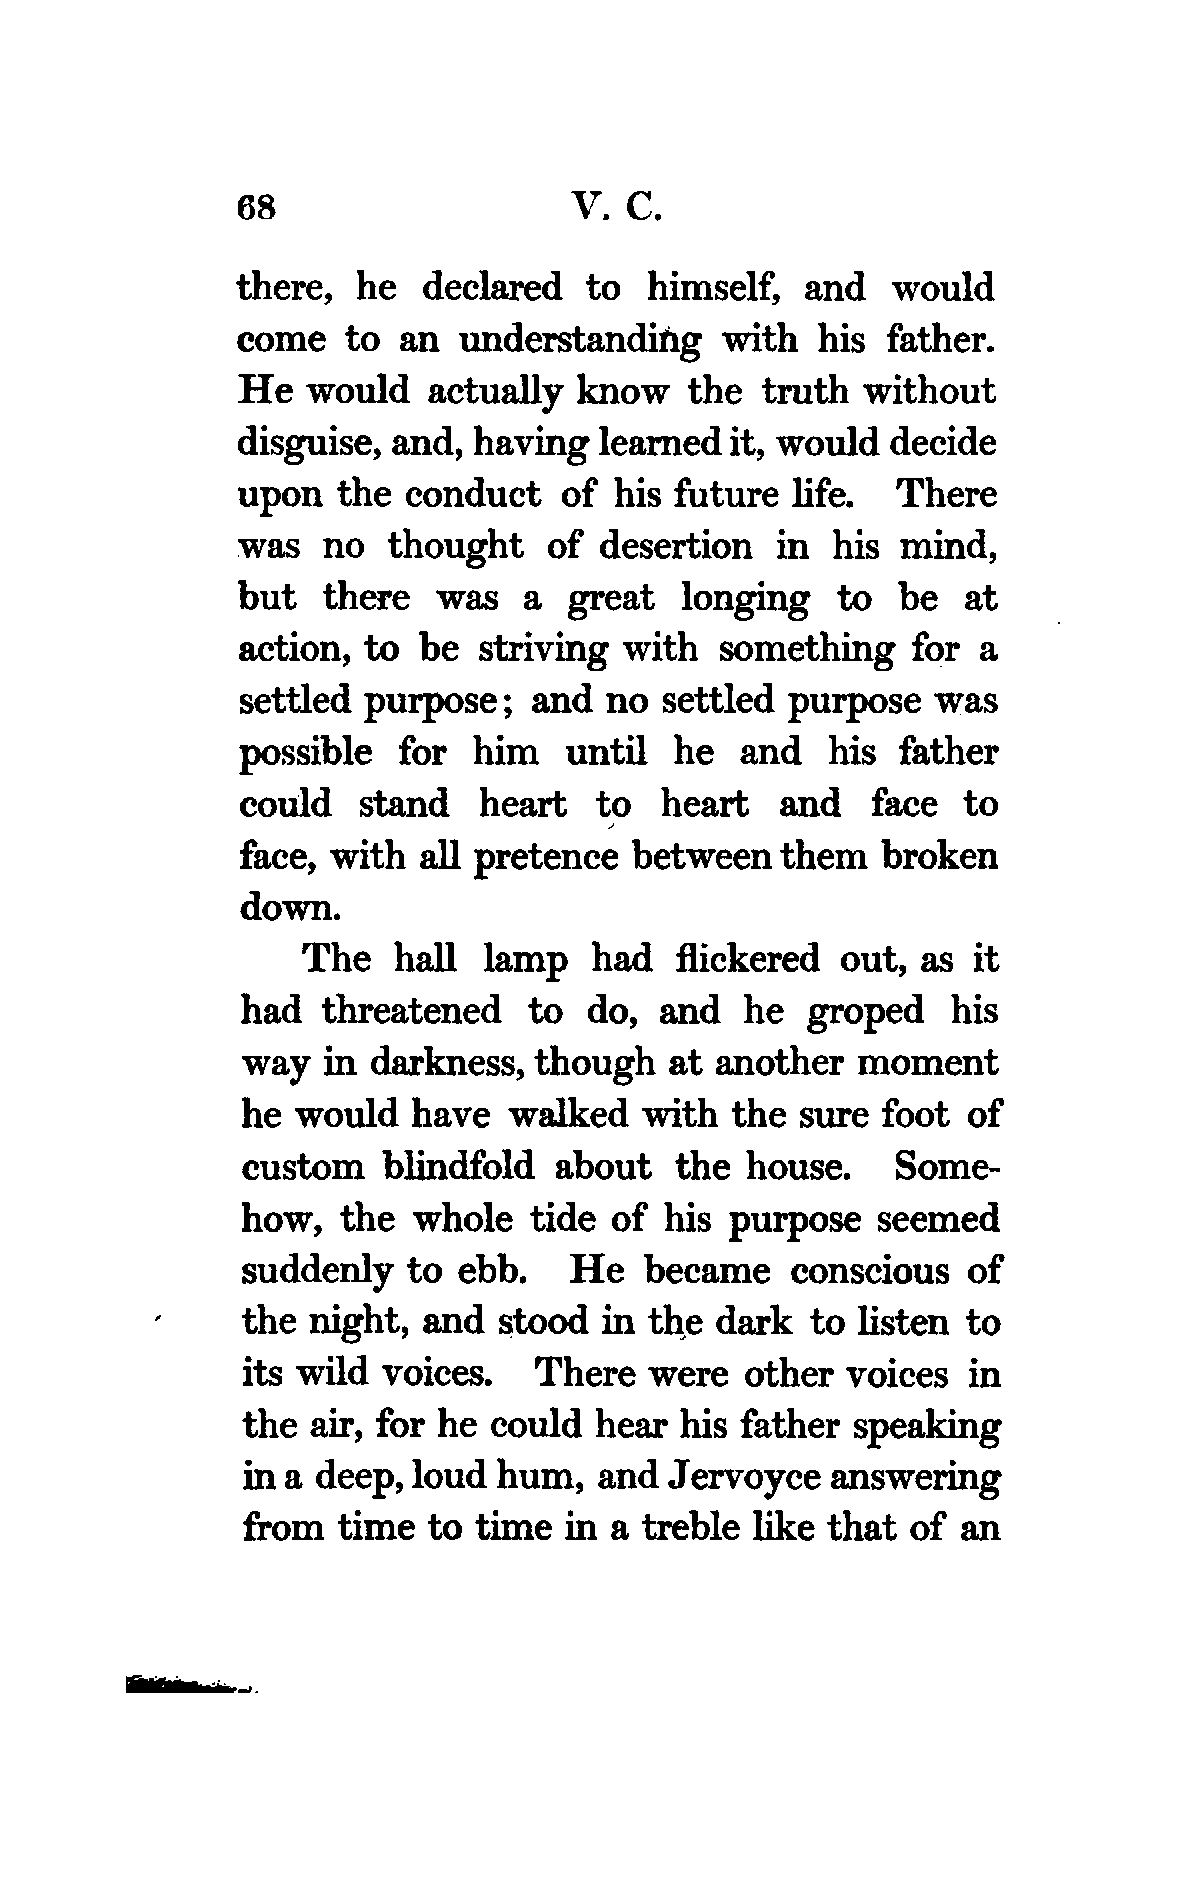 68 V. C.
there, he declared to himself, and would
come to an understanding with his father.
He would actually know the truth without
disguise, and, having learned it, would decide
upon the conduct of his future life. There
was no thought of desertion in his mind,
but there was a great longing to be at
action, to be striving with something for a
settled purpose; and no settled purpose was
possible for him until he and his father
could stand heart to heart and face to
face, with all pretence between them broken
down.
The hall lamp had flickered out, as it
had threatened to do, and he groped his
way in darkness, though at another moment
he would have walked with the sure foot of
custom blindfold about the house. Some-
how, the whole tide of his purpose seemed
suddenly to ebb. He became conscious of
the night, and stood in the dark to listen to
its wild voices. There were other voices in
the air, for he could hear his father speaking
in a deep, loud hum, and Jervoyce answering
from time to time in a treble like that of an